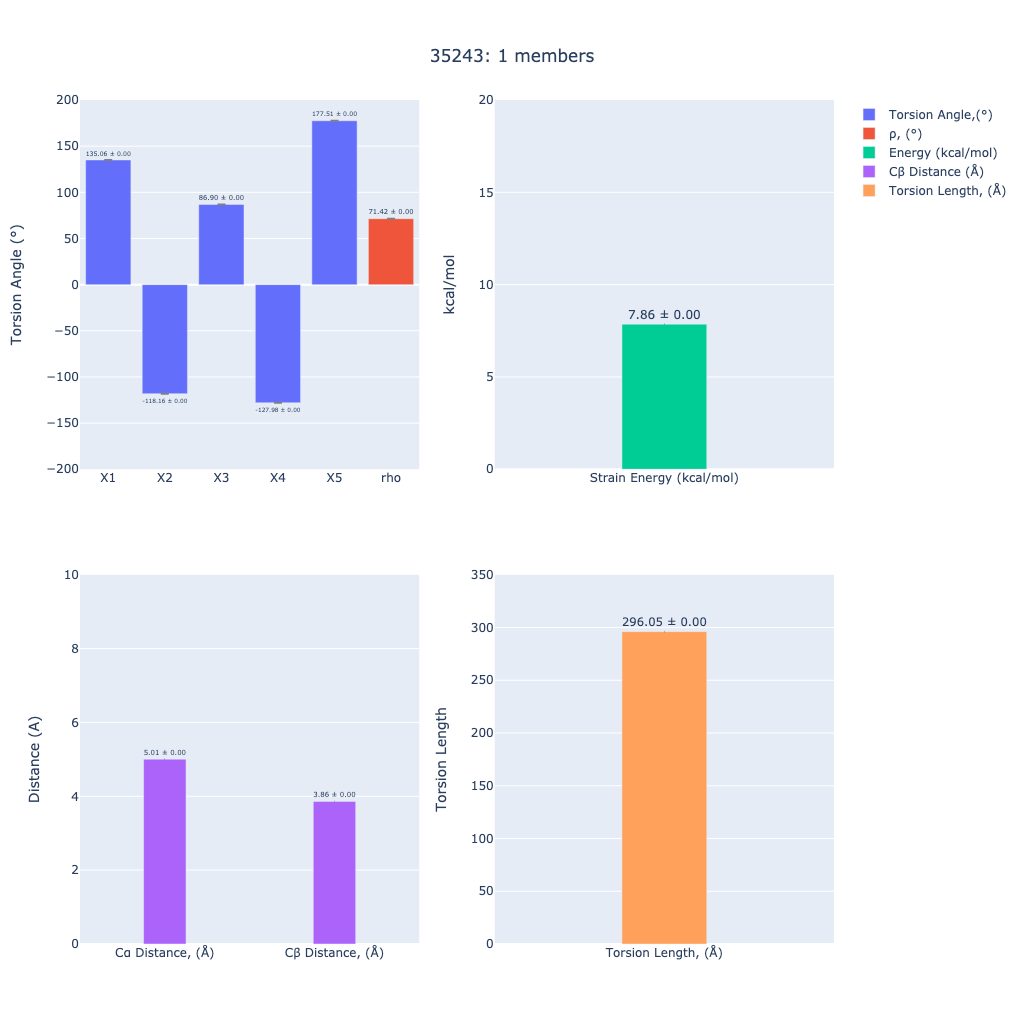 35243: 1 members
200
150
100
50
0
−50
−100
−150
−200
Torsion Angle (°)
135.06 ± 0.00
-118.16 ± 0.00
86.90 ± 0.00
-127.98 ± 0.00
177.51 ± 0.00
71.42 ± 0.00
X1 X2 X3 X4 X5 rho
20
15
10
5
0
kcal/mol
7.86 ± 0.00
Strain Energy (kcal/mol)
Torsion Angle,(°)
ρ, (°)
Energy (kcal/mol)
Cβ Distance (Å)
Torsion Length, (Å)
10
8
6
4
2
0
Distance (A)
5.01 ± 0.00
3.86 ± 0.00
Cα Distance, (Å) Cβ Distance, (Å)
350
300
250
200
150
100
50
0
Torsion Length
296.05 ± 0.00
Torsion Length, (Å)